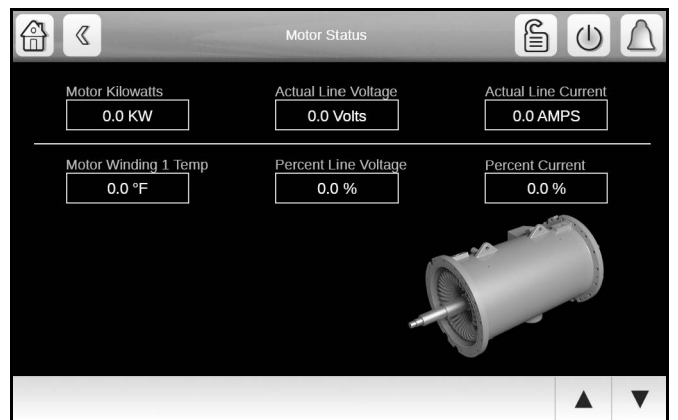 Motor Status
Motor Kilowatts Actual Line Voltage Actual Line Current
0.0 KW 0.0 Volts 0.0 AMPS
Motor Winding 1 Temp Percent Line Voltage Percent Current
0.0 °F 0.0 % 0.0 %